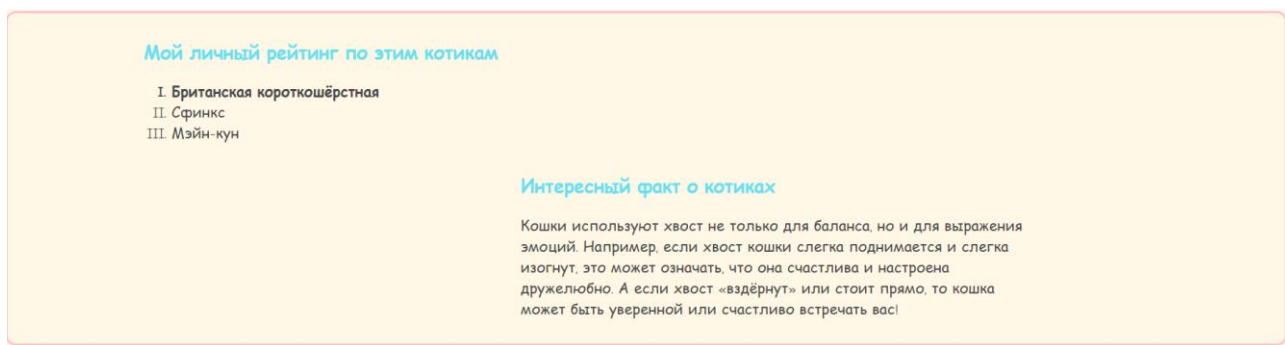 Мой личный рейтинг по этим котикам
I. Британская короткошёрстная
II. Сфинкс
III. Мэйн-кун
Интересный факт о котиках
Кошки используют хвост не только для баланса, но и для выражения
эмоций. Например, если хвост кошки слегка поднимается и слегка
изогнут, это может означать, что она счастлива и настроена
дружелюбно. А если хвост «вздёрнут» или стоит прямо, то кошка
может быть уверенной или счастливо встречать вас!